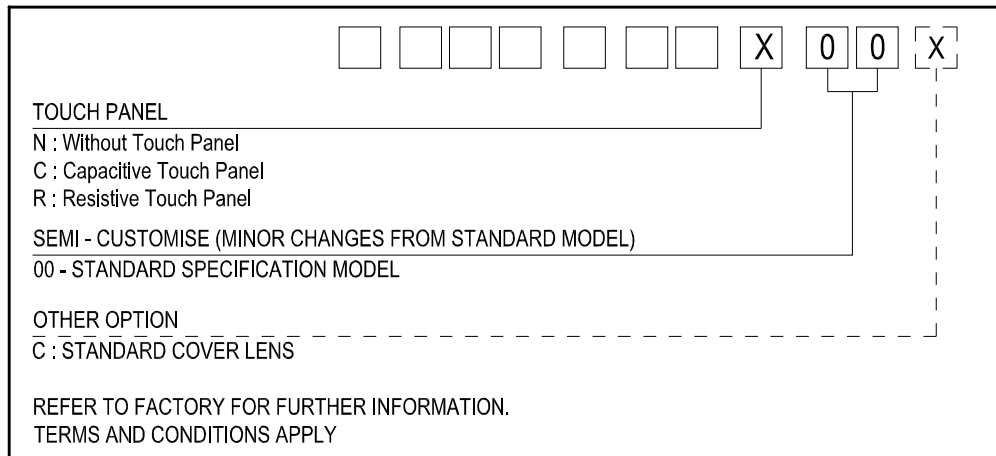 X 0 0 X
TOUCH PANEL
N : Without Touch Panel
C : Capacitive Touch Panel
R : Resistive Touch Panel
SEMI - CUSTOMISE (MINOR CHANGES FROM STANDARD MODEL)
00 - STANDARD SPECIFICATION MODEL
OTHER OPTION
C : STANDARD COVER LENS
REFER TO FACTORY FOR FURTHER INFORMATION.
TERMS AND CONDITIONS APPLY